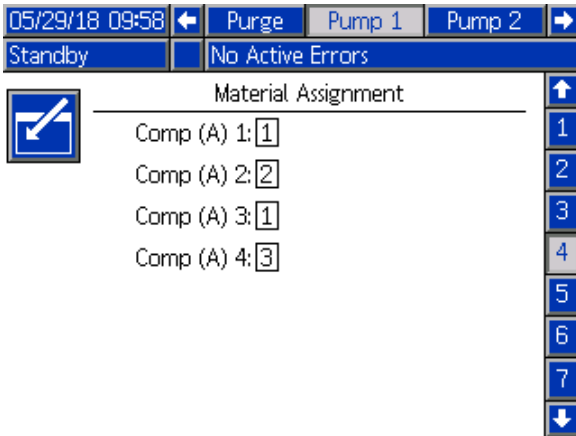 05/29/18 09:58 Purge Pump 1 Pump 2
Standby No Active Errors
Material Assignment
Comp (A) 1: 1
Comp (A) 2: 2
Comp (A) 3: 1
Comp (A) 4: 3
1
2
3
4
5
6
7